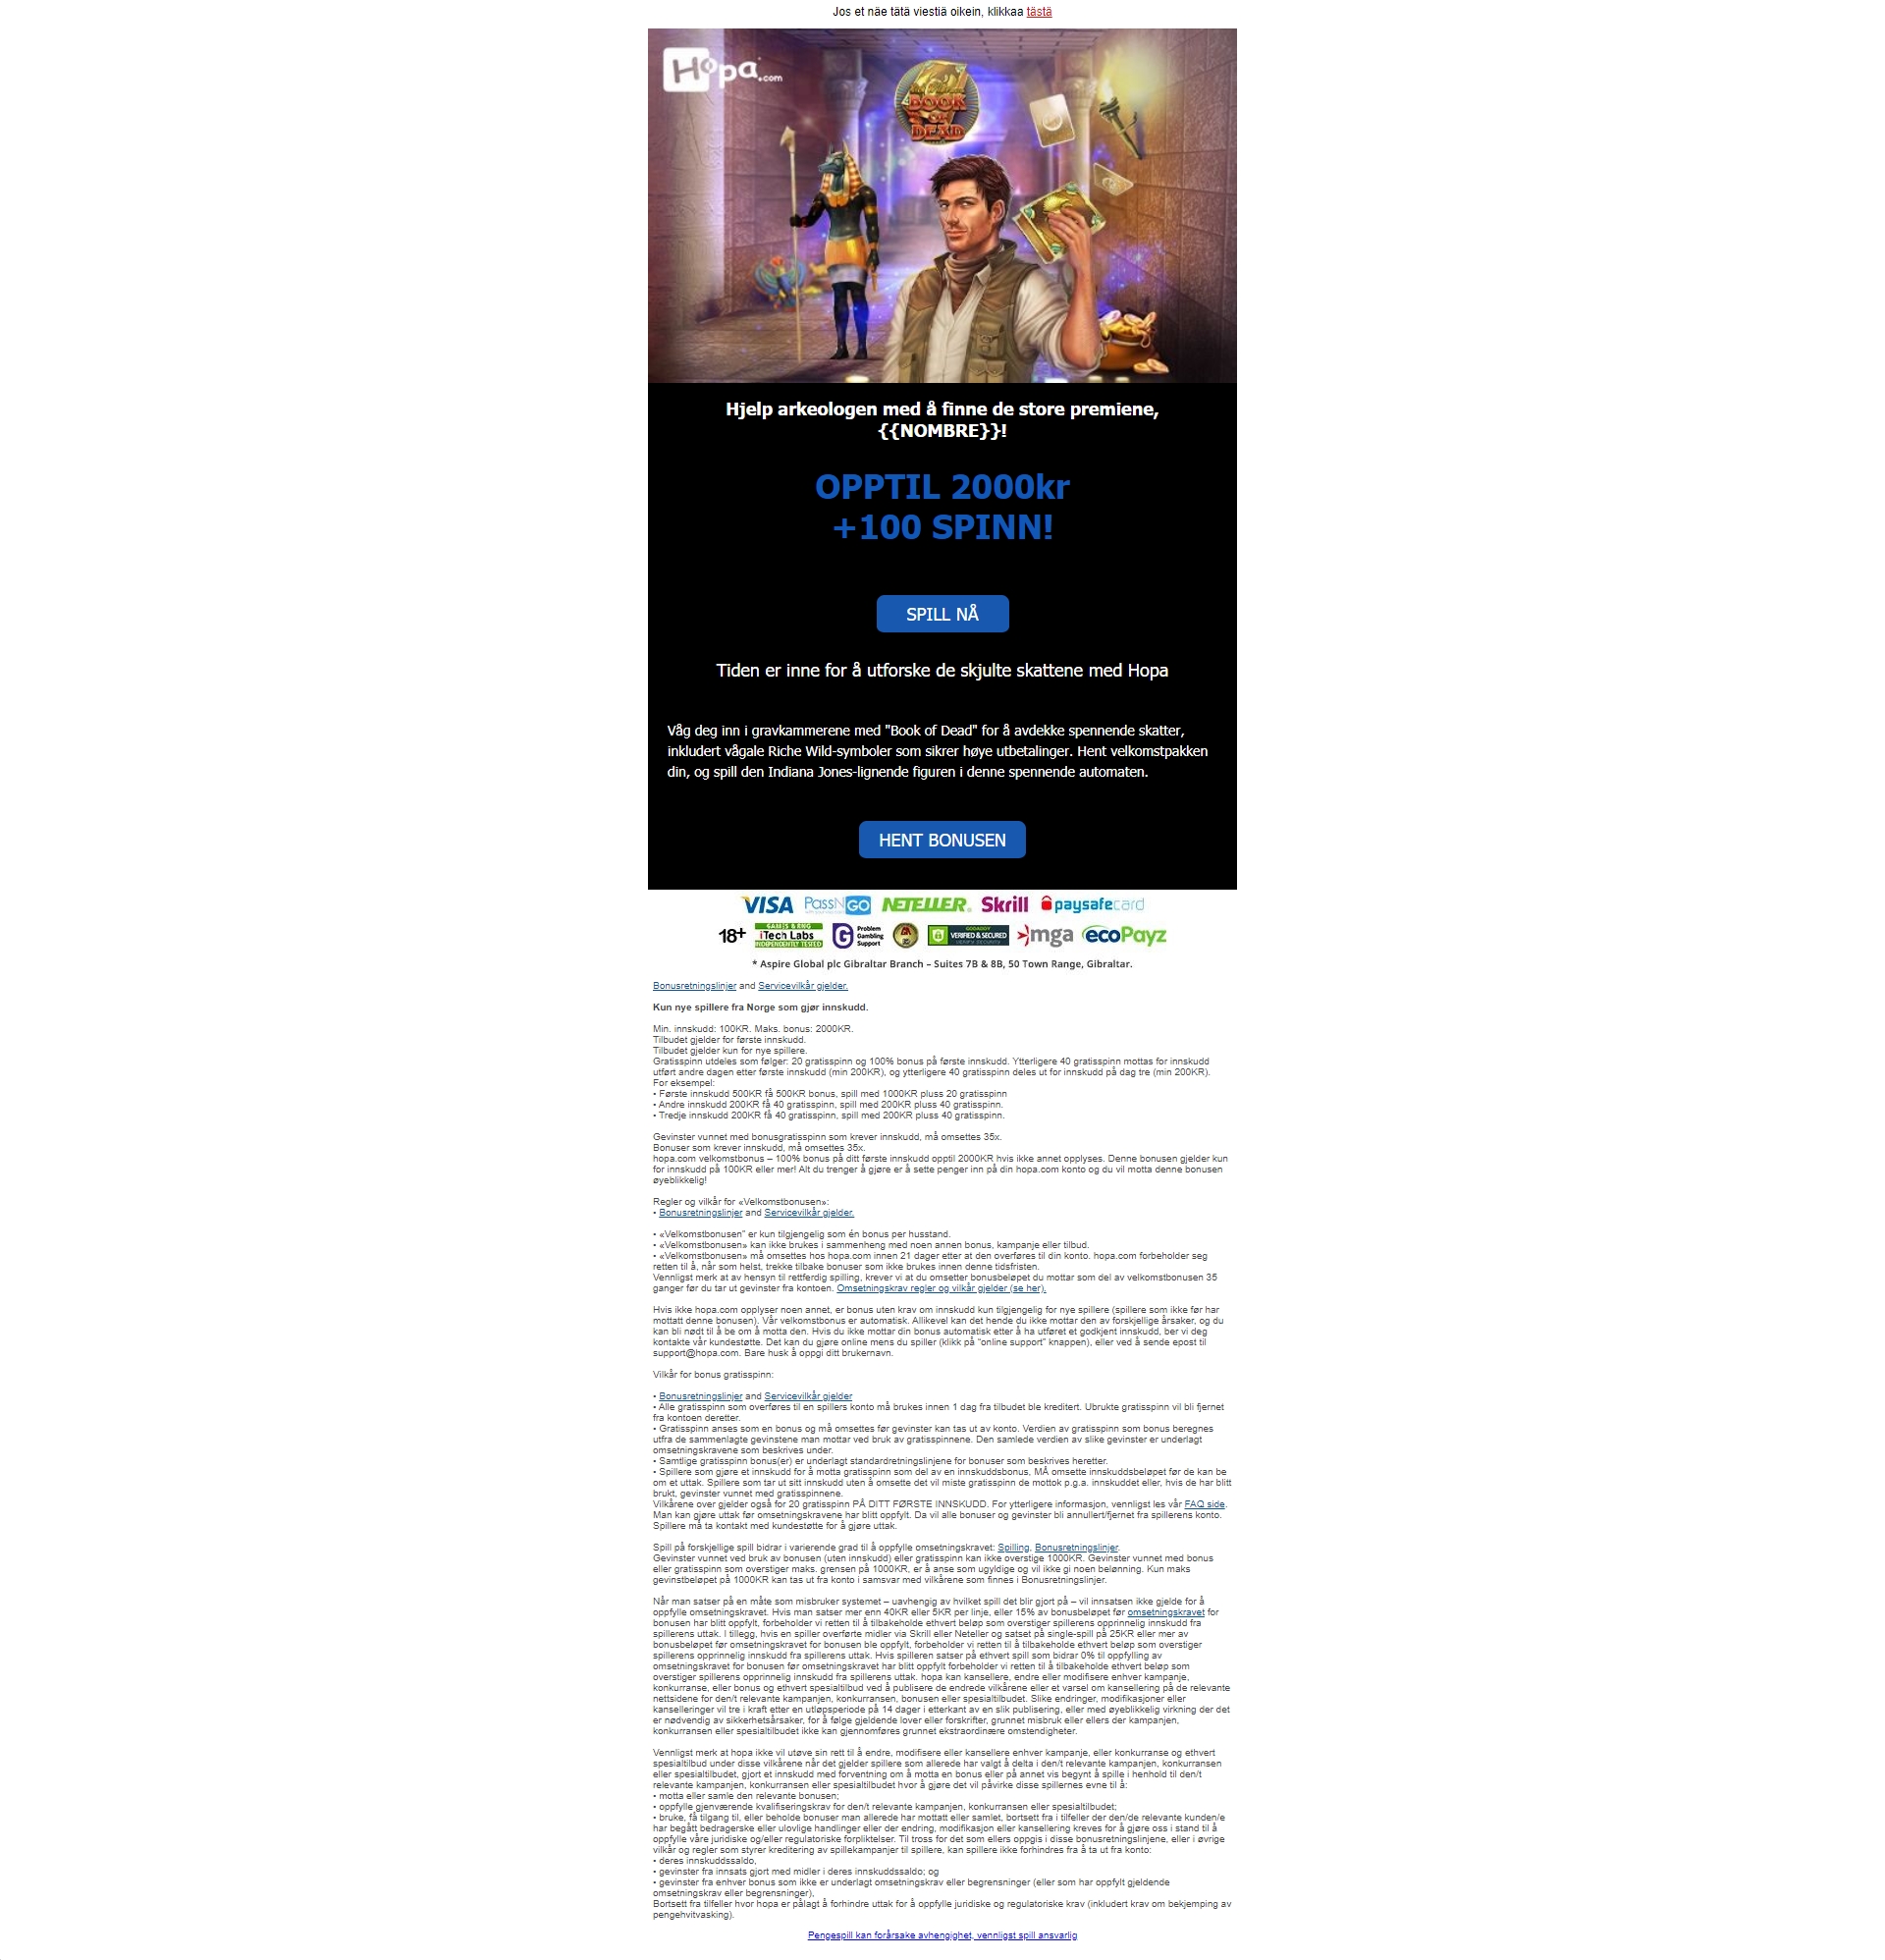 Jos et näe tätä viestiä oikein, klikkaa tästä
Hopa.com
BOOK
OF
DEAD
Hjelp arkeologen med å finne de store premiene,
{{NOMBRE}}!
OPPTIL 2000kr
+100 SPINN!
SPILL NÅ
Tiden er inne for å utforske de skjulte skattene med Hopa
Våg deg inn i gravkammerene med "Book of Dead" for å avdekke spennende skatter,
inkludert vågale Riche Wild-symboler som sikrer høye utbetalinger. Hent velkomstpakken
din, og spill den Indiana Jones-lignende figuren i denne spennende automaten.
HENT BONUSEN
VISA PassNGO NETELLER Skrill paysafecard
18+ GAMES & RNG iTech Labs INDEPENDENTLY TESTED G Problem Gambling Support GODADDY VERIFIED & SECURED VERIFY SECURITY mga ecoPayz
* Aspire Global plc Gibraltar Branch – Suites 7B & 8B, 50 Town Range, Gibraltar.
Bonusretningslinjer and Servicevilkår gjelder.
Kun nye spillere fra Norge som gjør innskudd.
Min. innskudd: 100KR. Maks. bonus: 2000KR.
Tilbudet gjelder for første innskudd.
Tilbudet gjelder kun for nye spillere.
Gratisspinn utdeles som følger: 20 gratisspinn og 100% bonus på første innskudd. Ytterligere 40 gratisspinn mottas for innskudd
utført andre dagen etter første innskudd (min 200KR), og ytterligere 40 gratisspinn deles ut for innskudd på dag tre (min 200KR).
For eksempel:
• Første innskudd 500KR få 500KR bonus, spill med 1000KR pluss 20 gratisspinn
• Andre innskudd 200KR få 40 gratisspinn, spill med 200KR pluss 40 gratisspinn.
• Tredje innskudd 200KR få 40 gratisspinn, spill med 200KR pluss 40 gratisspinn.
Gevinster vunnet med bonusgratisspinn som krever innskudd, må omsettes 35x.
Bonuser som krever innskudd, må omsettes 35x.
hopa.com velkomstbonus – 100% bonus på ditt første innskudd opptil 2000KR hvis ikke annet opplyses. Denne bonusen gjelder kun
for innskudd på 100KR eller mer! Alt du trenger å gjøre er å sette penger inn på din hopa.com konto og du vil motta denne bonusen
øyeblikkelig!
Regler og vilkår for «Velkomstbonusen»:
• Bonusretningslinjer and Servicevilkår gjelder.
• «Velkomstbonusen" er kun tilgjengelig som én bonus per husstand.
• «Velkomstbonusen» kan ikke brukes i sammenheng med noen annen bonus, kampanje eller tilbud.
• «Velkomstbonusen» må omsettes hos hopa.com innen 21 dager etter at den overføres til din konto. hopa.com forbeholder seg
retten til å, når som helst, trekke tilbake bonuser som ikke brukes innen denne tidsfristen.
Vennligst merk at av hensyn til rettferdig spilling, krever vi at du omsetter bonusbeløpet du mottar som del av velkomstbonusen 35
ganger før du tar ut gevinster fra kontoen. Omsetningskrav regler og vilkår gjelder (se her).
Hvis ikke hopa.com opplyser noen annet, er bonus uten krav om innskudd kun tilgjengelig for nye spillere (spillere som ikke før har
mottatt denne bonusen). Vår velkomstbonus er automatisk. Allikevel kan det hende du ikke mottar den av forskjellige årsaker, og du
kan bli nødt til å be om å motta den. Hvis du ikke mottar din bonus automatisk etter å ha utføret et godkjent innskudd, ber vi deg
kontakte vår kundestøtte. Det kan du gjøre online mens du spiller (klikk på "online support" knappen), eller ved å sende epost til
support@hopa.com. Bare husk å oppgi ditt brukernavn.
Vilkår for bonus gratisspinn:
• Bonusretningslinjer and Servicevilkår gjelder
• Alle gratisspinn som overføres til en spillers konto må brukes innen 1 dag fra tilbudet ble kreditert. Ubrukte gratisspinn vil bli fjernet
fra kontoen deretter.
• Gratisspinn anses som en bonus og må omsettes før gevinster kan tas ut av konto. Verdien av gratisspinn som bonus beregnes
utfra de sammenlagte gevinstene man mottar ved bruk av gratisspinnene. Den samlede verdien av slike gevinster er underlagt
omsetningskravene som beskrives under.
• Samtlige gratisspinn bonus(er) er underlagt standardretningslinjene for bonuser som beskrives heretter.
• Spillere som gjøre et innskudd for å motta gratisspinn som del av en innskuddsbonus, MÅ omsette innskuddsbeløpet før de kan be
om et uttak. Spillere som tar ut sitt innskudd uten å omsette det vil miste gratisspinn de mottok p.g.a. innskuddet eller, hvis de har blitt
brukt, gevinster vunnet med gratisspinnene.
Vilkårene over gjelder også for 20 gratisspinn PÅ DITT FØRSTE INNSKUDD. For ytterligere informasjon, vennligst les vår FAQ side.
Man kan gjøre uttak før omsetningskravene har blitt oppfylt. Da vil alle bonuser og gevinster bli annullert/fjernet fra spillerens konto.
Spillere må ta kontakt med kundestøtte for å gjøre uttak.
Spill på forskjellige spill bidrar i varierende grad til å oppfylle omsetningskravet: Spilling, Bonusretningslinjer.
Gevinster vunnet ved bruk av bonusen (uten innskudd) eller gratisspinn kan ikke overstige 1000KR. Gevinster vunnet med bonus
eller gratisspinn som overstiger maks. grensen på 1000KR, er å anse som ugyldige og vil ikke gi noen belønning. Kun maks
gevinstbeløpet på 1000KR kan tas ut fra konto i samsvar med vilkårene som finnes i Bonusretningslinjer.
Når man satser på en måte som misbruker systemet – uavhengig av hvilket spill det blir gjort på – vil innsatsen ikke gjelde for å
oppfylle omsetningskravet. Hvis man satser mer enn 40KR eller 5KR per linje, eller 15% av bonusbeløpet før omsetningskravet for
bonusen har blitt oppfylt, forbeholder vi retten til å tilbakeholde ethvert beløp som overstiger spillerens opprinnelig innskudd fra
spillerens uttak. I tillegg, hvis en spiller overførte midler via Skrill eller Neteller og satset på single-spill på 25KR eller mer av
bonusbeløpet før omsetningskravet for bonusen ble oppfylt, forbeholder vi retten til å tilbakeholde ethvert beløp som overstiger
spillerens opprinnelig innskudd fra spillerens uttak. Hvis spilleren satser på ethvert spill som bidrar 0% til oppfylling av
omsetningskravet for bonusen før omsetningskravet har blitt oppfylt forbeholder vi retten til å tilbakeholde ethvert beløp som
overstiger spillerens opprinnelig innskudd fra spillerens uttak. hopa kan kansellere, endre eller modifisere enhver kampanje,
konkurranse, eller bonus og ethvert spesialtilbud ved å publisere de endrede vilkårene eller et varsel om kansellering på de relevante
nettsidene for den/t relevante kampanjen, konkurransen, bonusen eller spesialtilbudet. Slike endringer, modifikasjoner eller
kanselleringer vil tre i kraft etter en utløpsperiode på 14 dager i etterkant av en slik publisering, eller med øyeblikkelig virkning der det
er nødvendig av sikkerhetsårsaker, for å følge gjeldende lover eller forskrifter, grunnet misbruk eller ellers der kampanjen,
konkurransen eller spesialtilbudet ikke kan gjennomføres grunnet ekstraordinære omstendigheter.
Vennligst merk at hopa ikke vil utøve sin rett til å endre, modifisere eller kansellere enhver kampanje, eller konkurranse og ethvert
spesialtilbud under disse vilkårene når det gjelder spillere som allerede har valgt å delta i den/t relevante kampanjen, konkurransen
eller spesialtilbudet, gjort et innskudd med forventning om å motta en bonus eller på annet vis begynt å spille i henhold til den/t
relevante kampanjen, konkurransen eller spesialtilbudet hvor å gjøre det vil påvirke disse spillernes evne til å:
• motta eller samle den relevante bonusen;
• oppfylle gjenværende kvalifiseringskrav for den/t relevante kampanjen, konkurransen eller spesialtilbudet;
• bruke, få tilgang til, eller beholde bonuser man allerede har mottatt eller samlet, bortsett fra i tilfeller der den/de relevante kunden/e
har begått bedragerske eller ulovlige handlinger eller der endring, modifikasjon eller kansellering kreves for å gjøre oss i stand til å
oppfylle våre juridiske og/eller regulatoriske forpliktelser. Til tross for det som ellers oppgis i disse bonusretningslinjene, eller i øvrige
vilkår og regler som styrer kreditering av spillekampanjer til spillere, kan spillere ikke forhindres fra å ta ut fra konto:
• deres innskuddssaldo,
• gevinster fra innsats gjort med midler i deres innskuddssaldo; og
• gevinster fra enhver bonus som ikke er underlagt omsetningskrav eller begrensninger (eller som har oppfylt gjeldende
omsetningskrav eller begrensninger),
Bortsett fra tilfeller hvor hopa er pålagt å forhindre uttak for å oppfylle juridiske og regulatoriske krav (inkludert krav om bekjemping av
pengehvitvasking).
Pengespill kan forårsake avhengighet, vennligst spill ansvarlig